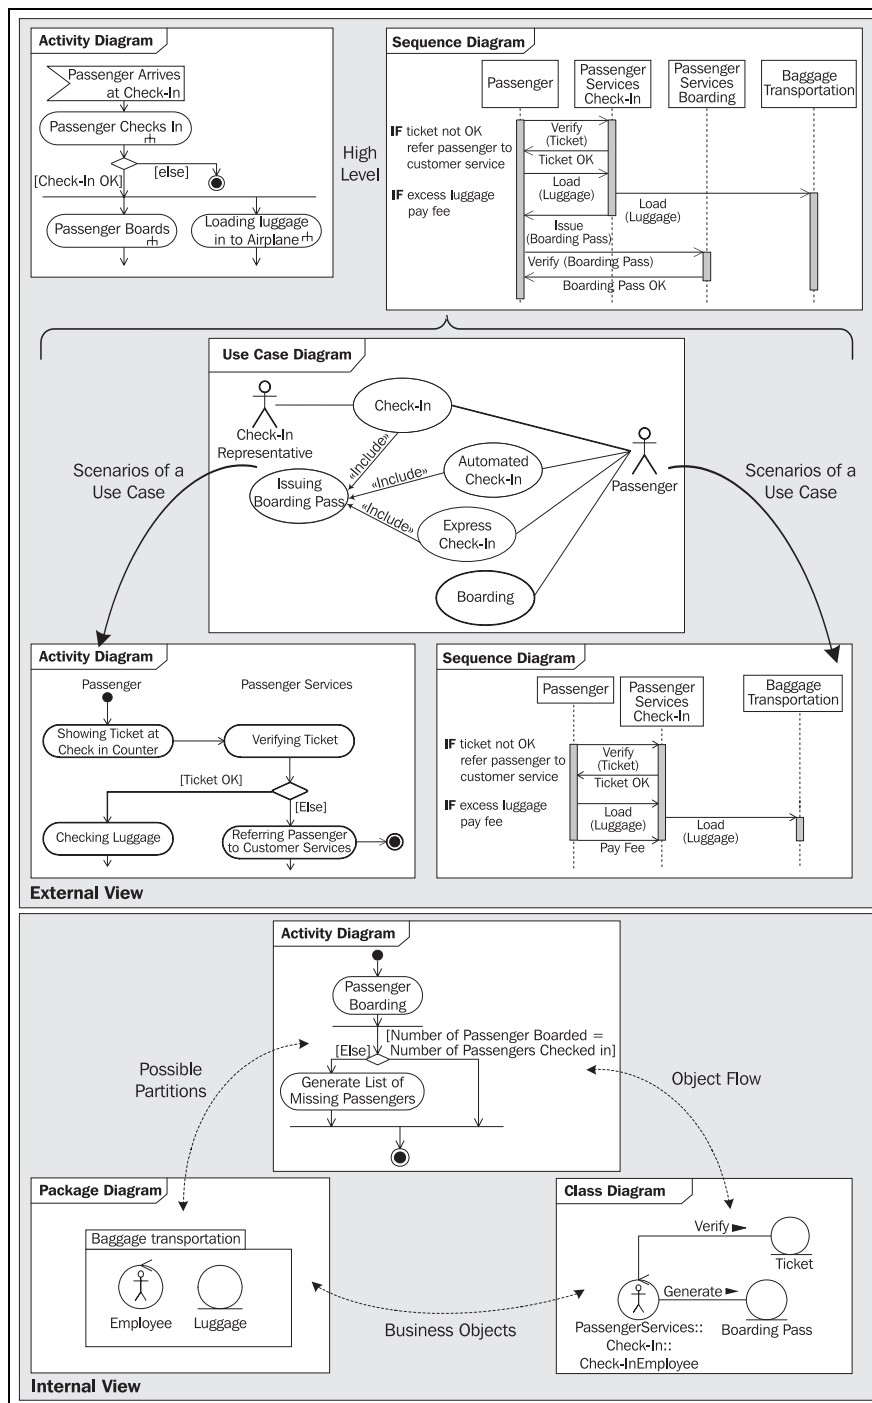 Activity Diagram
Passenger Arrives
at Check-In
Passenger Checks In
[Check-In OK]
[else]
Passenger Boards
Loading luggage
in to Airplane
High
Level
Sequence Diagram
Passenger
Passenger
Services
Check-In
Passenger
Services
Boarding
Baggage
Transportation
IF ticket not OK
refer passenger to
customer service
IF excess luggage
pay fee
Verify
(Ticket)
Ticket OK
Load
(Luggage)
Load
(Luggage)
Issue
(Boarding Pass)
Verify (Boarding Pass)
Boarding Pass OK
Use Case Diagram
Check-In
Representative
Check-In
«Include»
Issuing
Boarding Pass
«Include»
Automated
Check-In
«Include»
Express
Check-In
Boarding
Passenger
Scenarios of a
Use Case
Scenarios of a
Use Case
Activity Diagram
Passenger
Passenger Services
Showing Ticket at
Check in Counter
Verifying Ticket
[Ticket OK]
[Else]
Checking Luggage
Referring Passenger
to Customer Services
Sequence Diagram
Passenger
Passenger
Services
Check-In
Baggage
Transportation
IF ticket not OK
refer passenger to
customer service
IF excess luggage
pay fee
Verify
(Ticket)
Ticket OK
Load
(Luggage)
Load
(Luggage)
Pay Fee
External View
Activity Diagram
Passenger
Boarding
[Number of Passenger Boarded =
Number of Passengers Checked in]
[Else]
Generate List of
Missing Passengers
Possible
Partitions
Object Flow
Package Diagram
Baggage transportation
Employee
Luggage
Business Objects
Class Diagram
Verify
Ticket
Generate
PassengerServices::
Check-In::
Check-InEmployee
Boarding Pass
Internal View